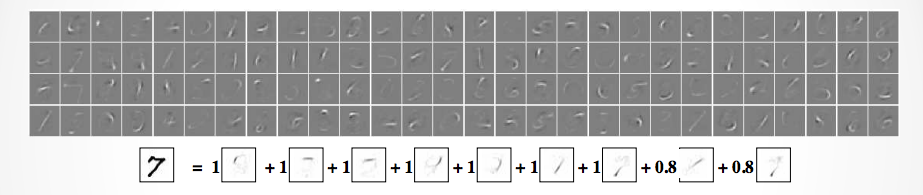 7 = 1 + 1 + 1 + 1 + 1 + 1 + 1 + 0.8 + 0.8